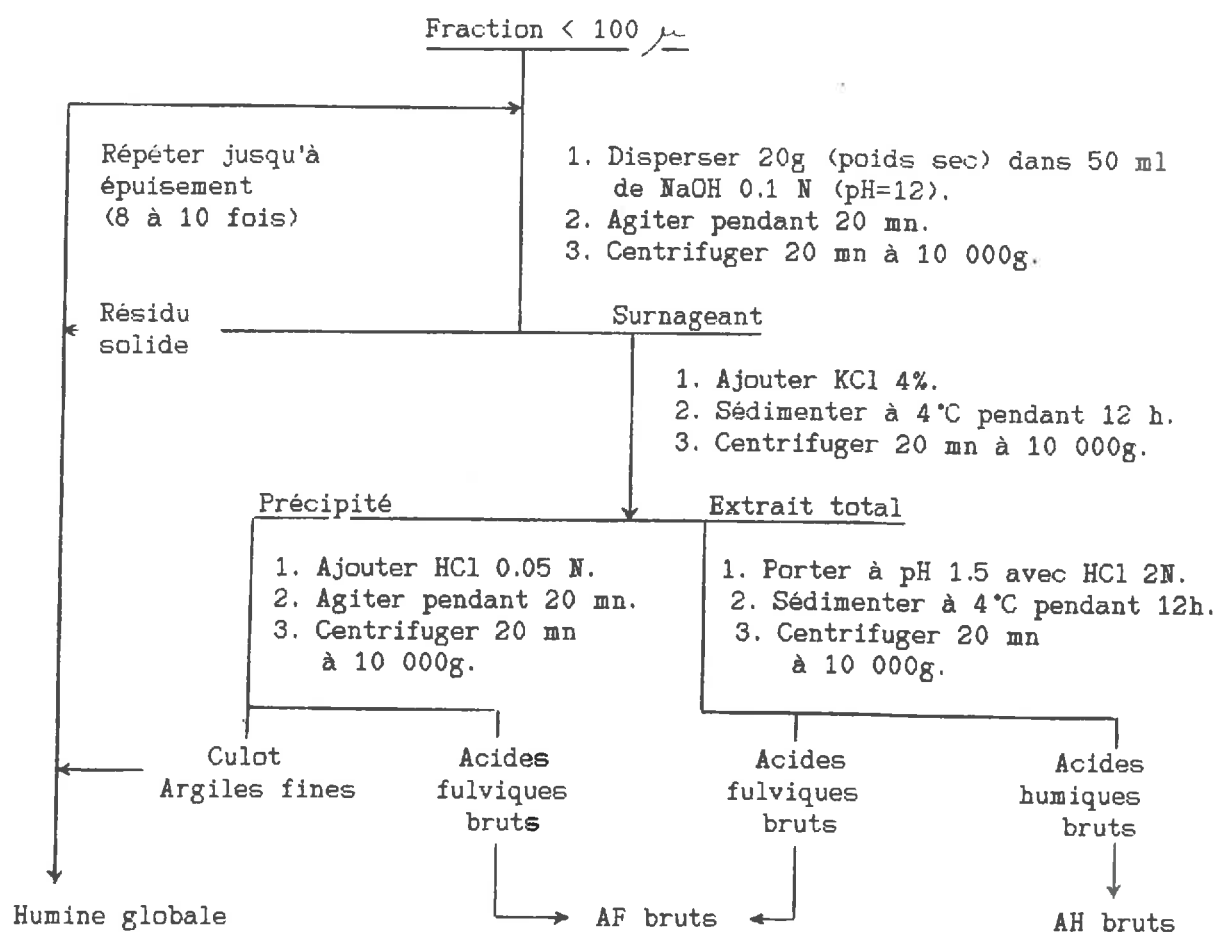 Fraction < 100 µ
Répéter jusqu'à
épuisement
(8 à 10 fois)
1. Disperser 20g (poids sec) dans 50 ml
de NaOH 0.1 N (pH=12).
2. Agiter pendant 20 mn.
3. Centrifuger 20 mn à 10 000g.
Résidu
solide
Surnageant
1. Ajouter KCl 4%.
2. Sédimenter à 4°C pendant 12 h.
3. Centrifuger 20 mn à 10 000g.
Précipité
Extrait total
1. Ajouter HCl 0.05 N.
2. Agiter pendant 20 mn.
3. Centrifuger 20 mn
à 10 000g.
1. Porter à pH 1.5 avec HCl 2N.
2. Sédimenter à 4°C pendant 12h.
3. Centrifuger 20 mn
à 10 000g.
Culot
Argiles fines
Acides
fulviques
bruts
Acides
fulviques
bruts
Acides
humiques
bruts
Humine globale
AF bruts
AH bruts